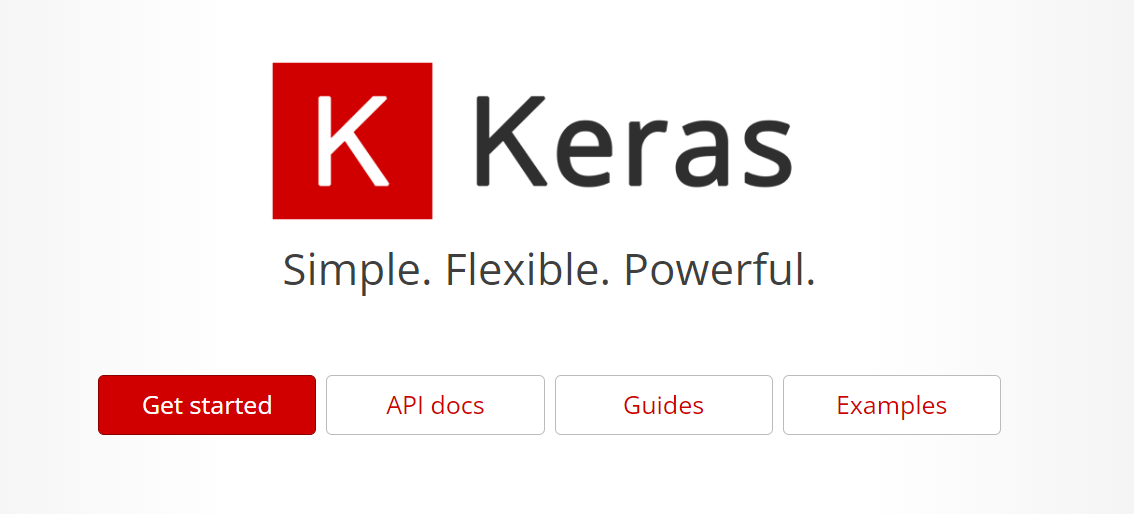 K Keras
Simple. Flexible. Powerful.
Get started API docs Guides Examples